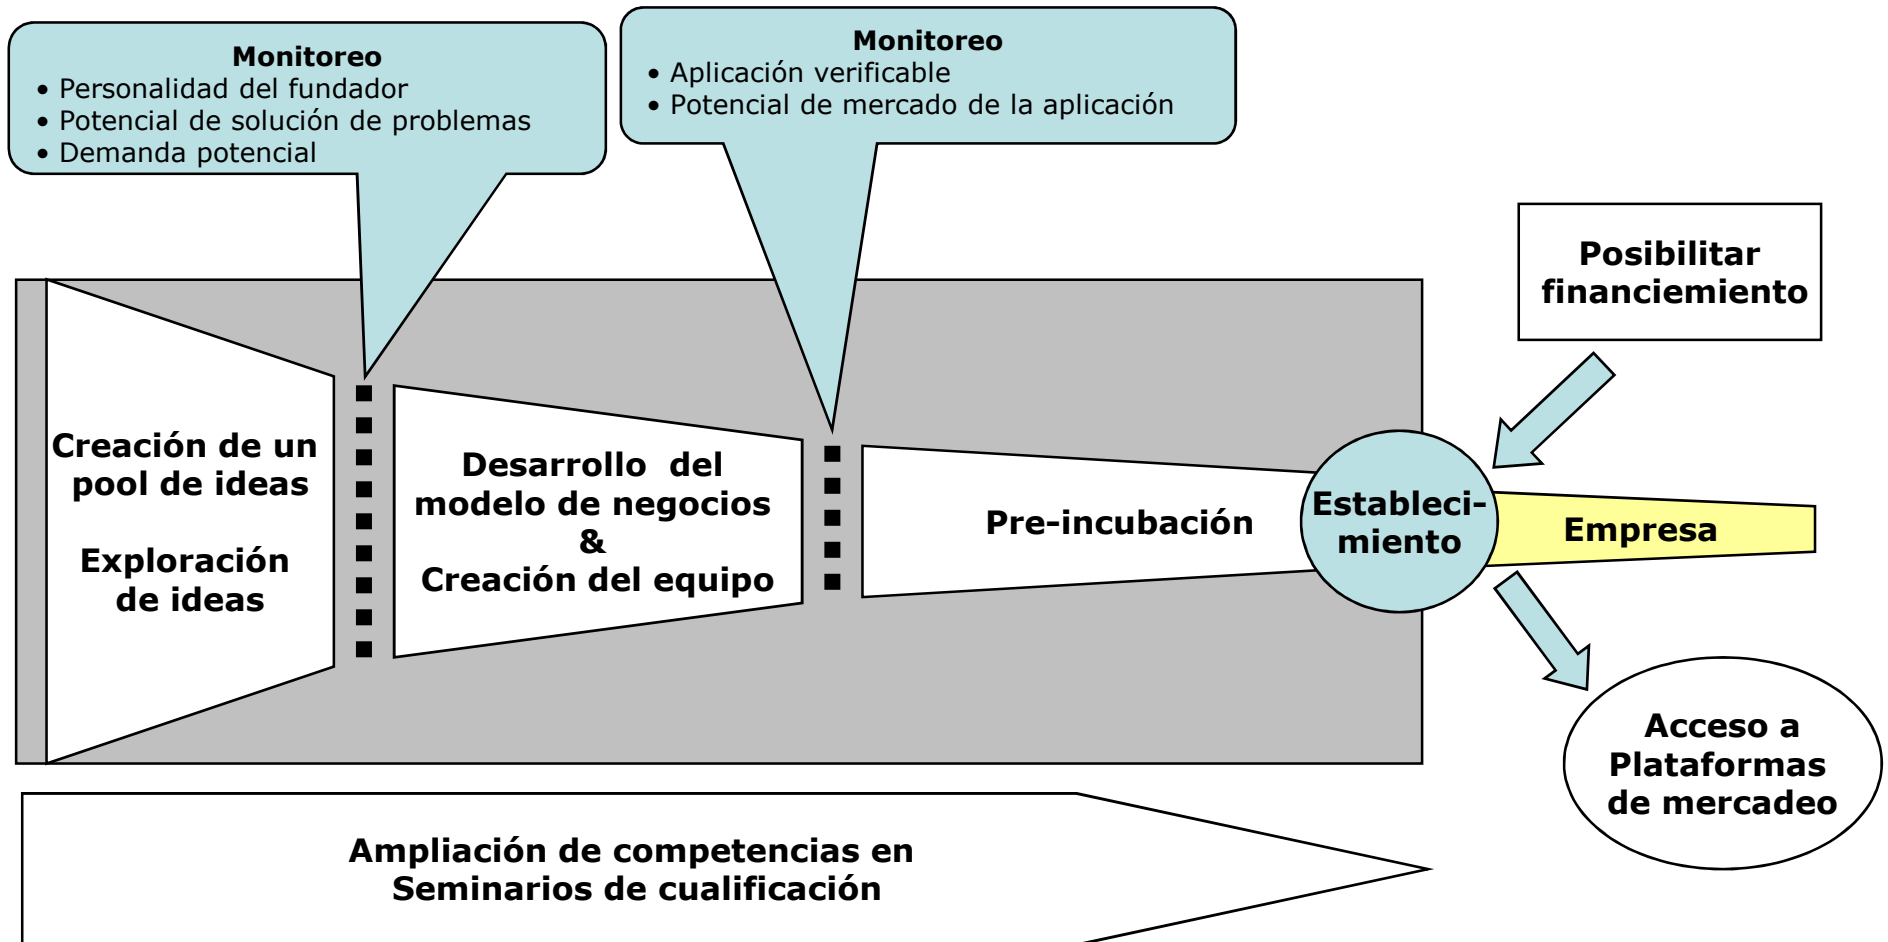 Monitoreo
• Personalidad del fundador
• Potencial de solución de problemas
• Demanda potencial
Monitoreo
• Aplicación verificable
• Potencial de mercado de la aplicación
Posibilitar
financiemiento
Creación de un
pool de ideas
Exploración
de ideas
Desarrollo del
modelo de negocios
&
Creación del equipo
Pre-incubación
Estableci-
miento
Empresa
Acceso a
Plataformas
de mercadeo
Ampliación de competencias en
Seminarios de cualificación